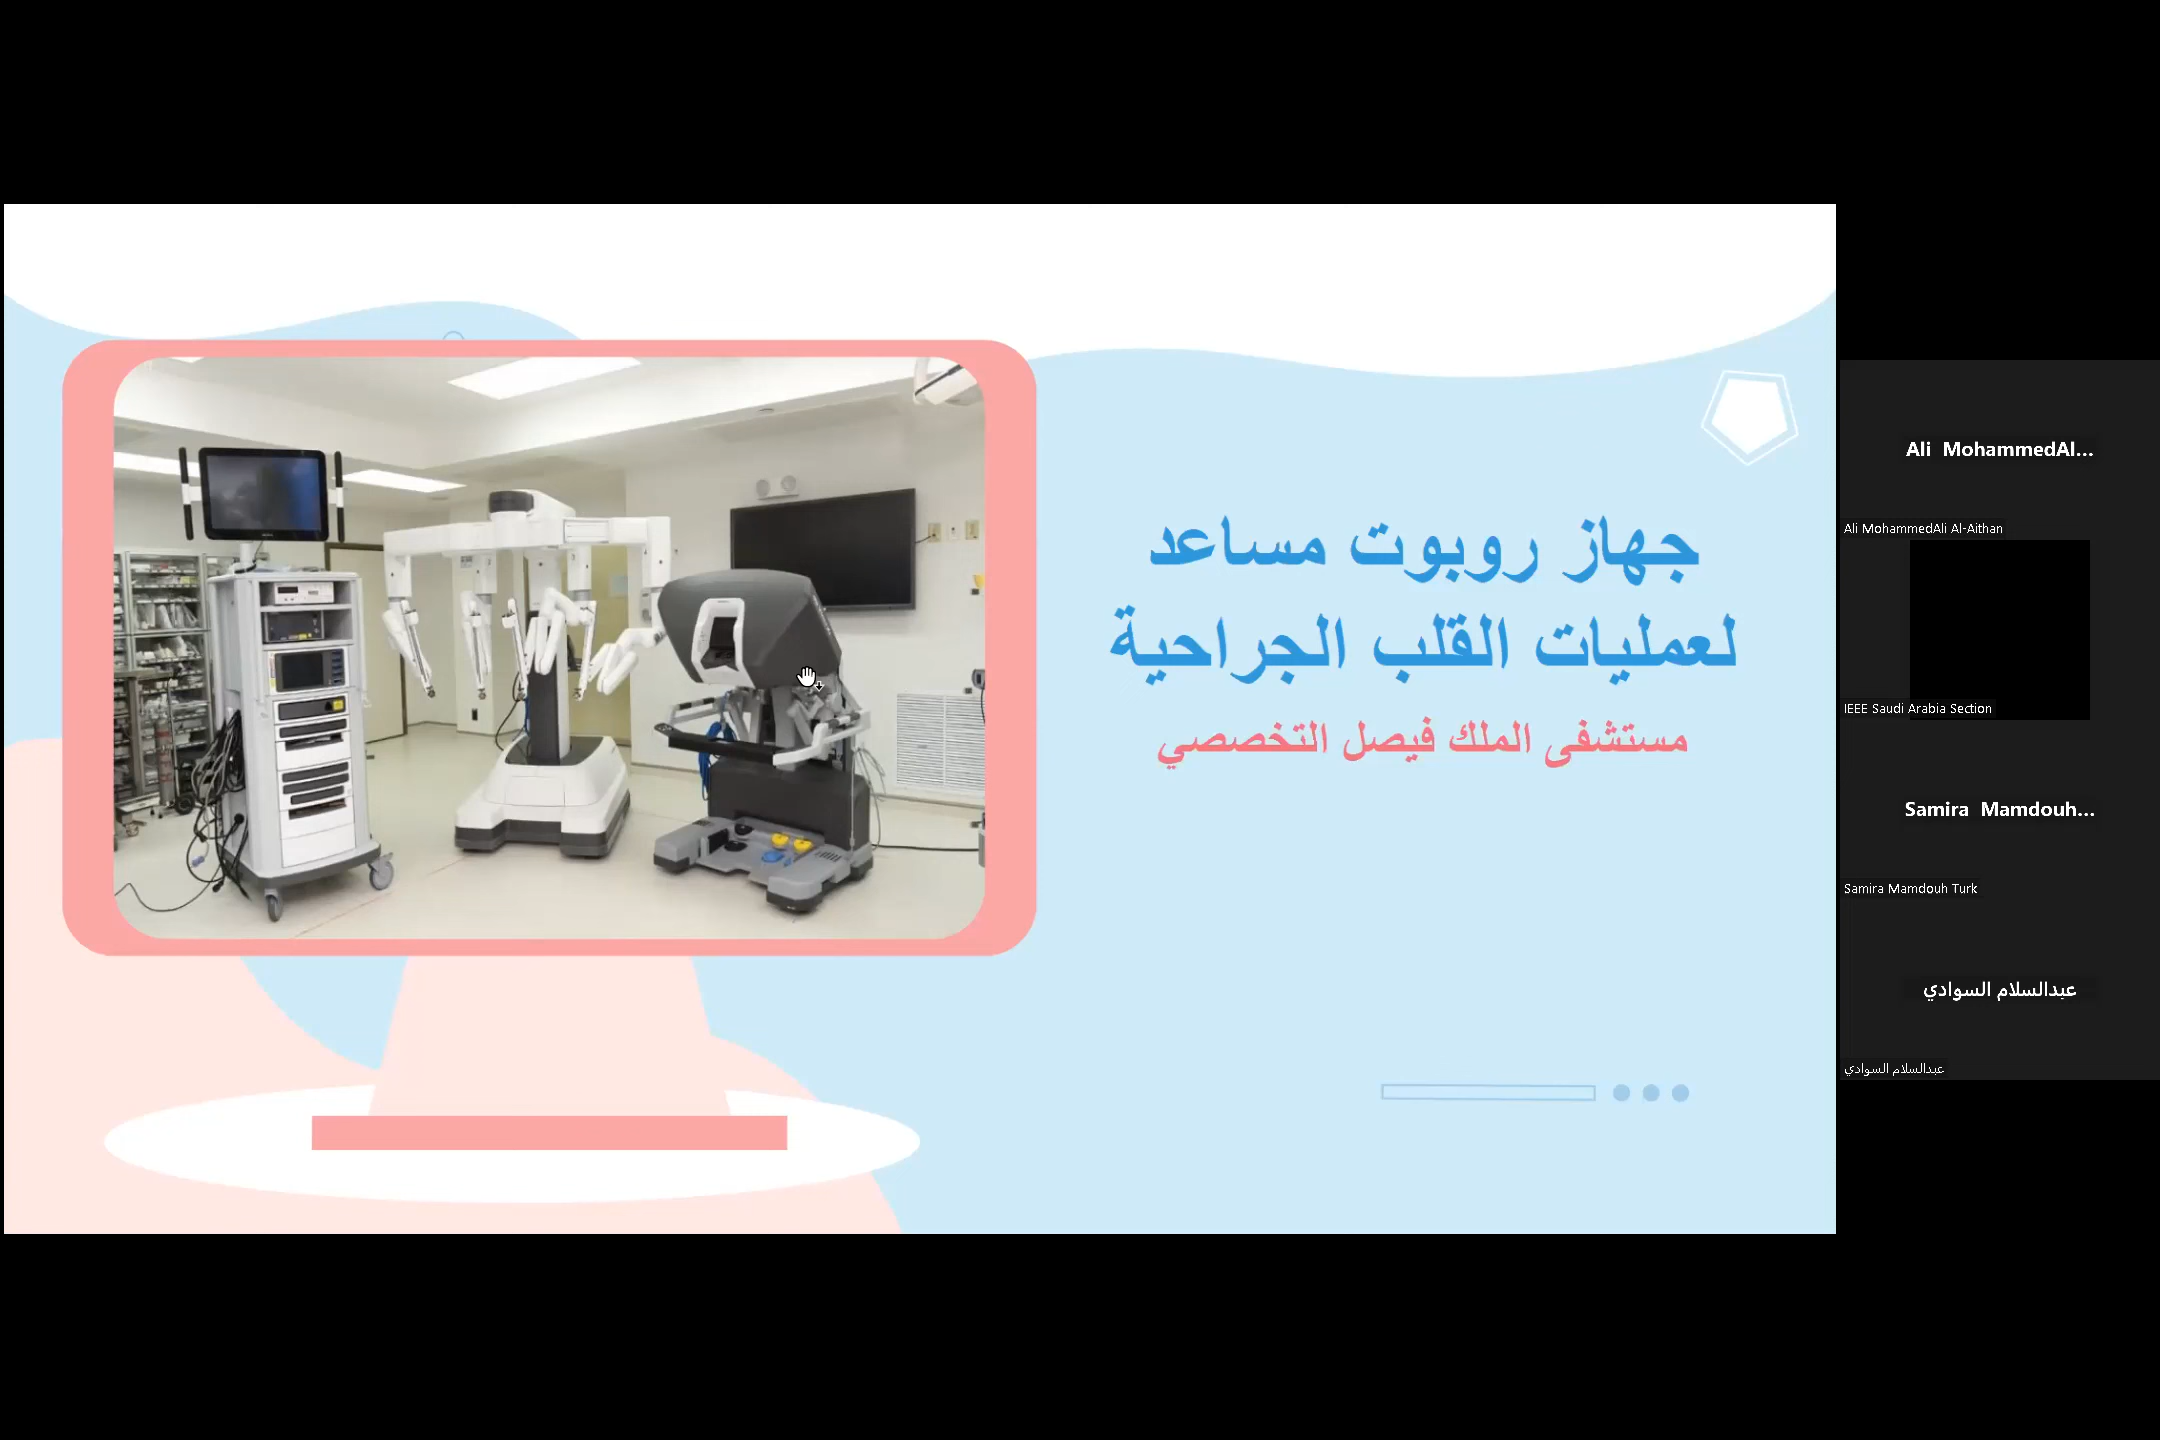 جهاز روبوت مساعد
لعمليات القلب الجراحية
مستشفى الملك فيصل التخصصي
Ali MohammedAl...
Ali MohammedAli Al-Aithan
IEEE Saudi Arabia Section
Samira Mamdouh...
Samira Mamdouh Turk
عبدالسلام السوادي
عبدالسلام السوادي